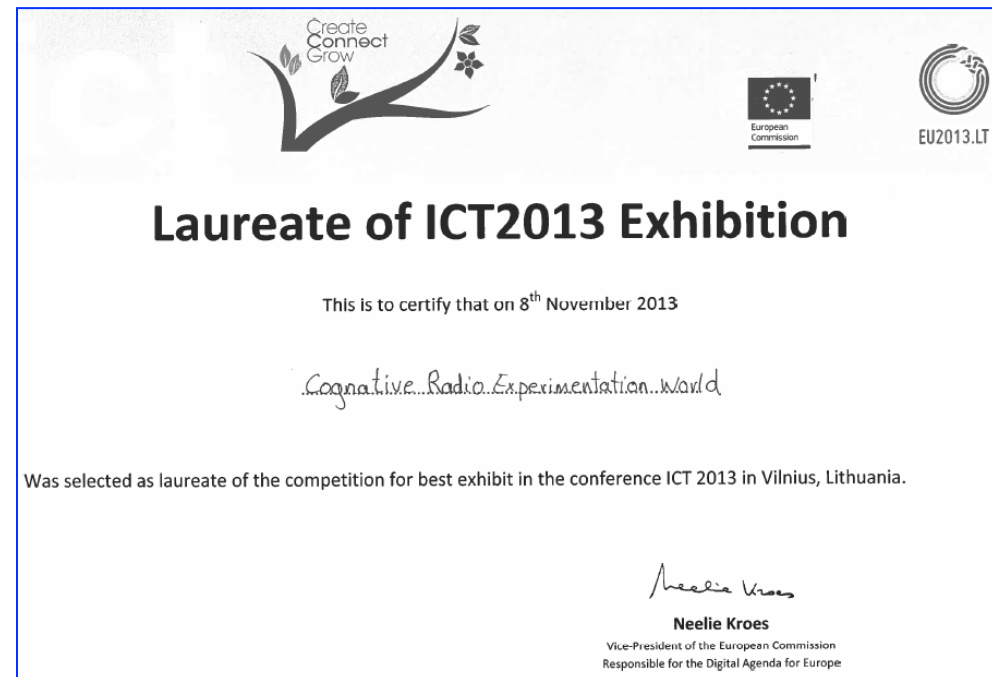 Create
Connect
Grow
European
Commission
EU2013.LT
Laureate of ICT2013 Exhibition
This is to certify that on 8th November 2013
Cognative Radio Experimentation World
Was selected as laureate of the competition for best exhibit in the conference ICT 2013 in Vilnius, Lithuania.
Neelie Kroes
Neelie Kroes
Vice-President of the European Commission
Responsible for the Digital Agenda for Europe